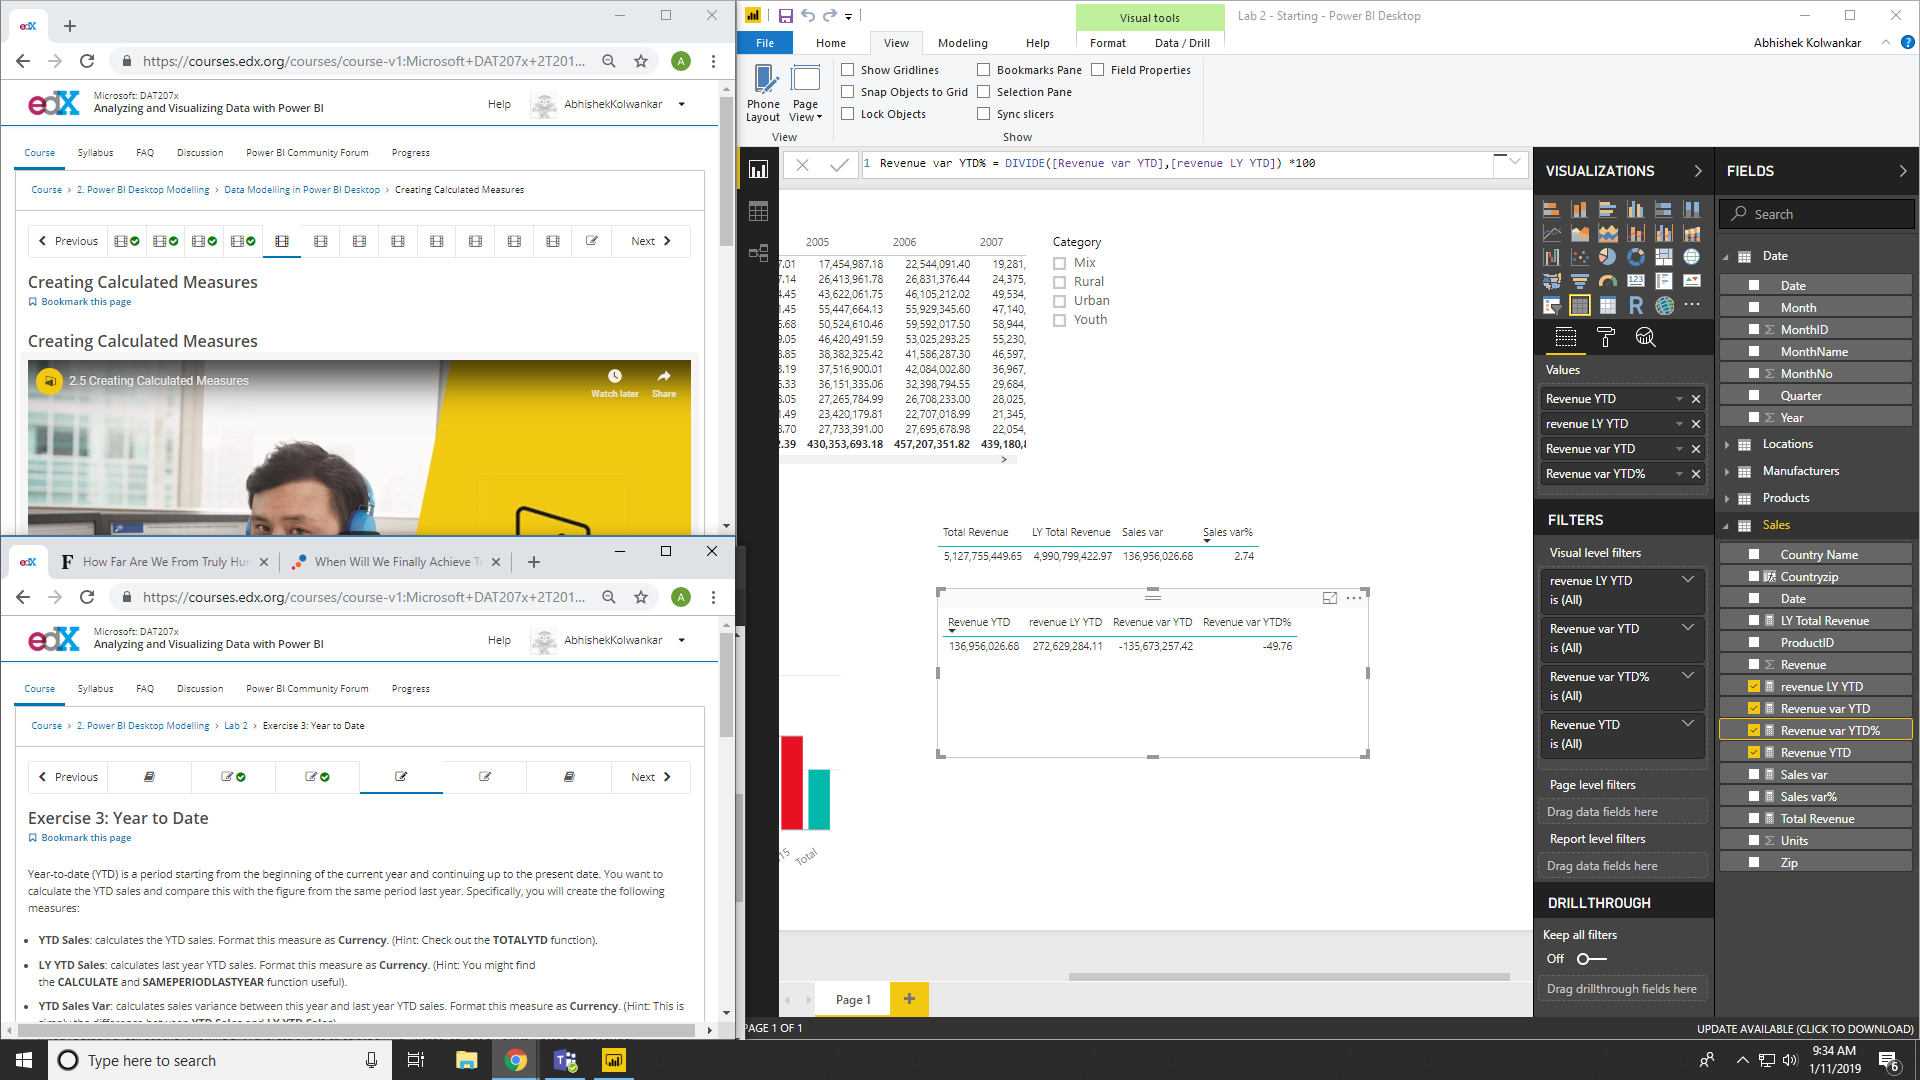 edX
https://courses.edx.org/courses/course-v1:Microsoft+DAT207x+2T201...
A
edX
Microsoft: DAT207x
Analyzing and Visualizing Data with Power BI
Help
AbhishekKolwankar
Course
Syllabus
FAQ
Discussion
Power BI Community Forum
Progress
Course > 2. Power BI Desktop Modelling > Data Modelling in Power BI Desktop > Creating Calculated Measures
Previous
Next
Creating Calculated Measures
Bookmark this page
Creating Calculated Measures
2.5 Creating Calculated Measures
Watch later
Share
edX
How Far Are We From Truly Hu
When Will We Finally Achieve T
https://courses.edx.org/courses/course-v1:Microsoft+DAT207x+2T201...
A
edX
Microsoft: DAT207x
Analyzing and Visualizing Data with Power BI
Help
AbhishekKolwankar
Course
Syllabus
FAQ
Discussion
Power BI Community Forum
Progress
Course > 2. Power BI Desktop Modelling > Lab 2 > Exercise 3: Year to Date
Previous
Next
Exercise 3: Year to Date
Bookmark this page
Year-to-date (YTD) is a period starting from the beginning of the current year and continuing up to the present date. You want to
calculate the YTD sales and compare this with the figure from the same period last year. Specifically, you will create the following
measures:
• YTD Sales: calculates the YTD sales. Format this measure as Currency. (Hint: Check out the TOTALYTD function).
• LY YTD Sales: calculates last year YTD sales. Format this measure as Currency. (Hint: You might find
the CALCULATE and SAMEPERIODLASTYEAR function useful).
• YTD Sales Var: calculates sales variance between this year and last year YTD sales. Format this measure as Currency. (Hint: This is
simply the difference between YTD Sales and LY YTD Sales)
Visual tools
Lab 2 - Starting - Power BI Desktop
File
Home
View
Modeling
Help
Format
Data / Drill
Abhishek Kolwankar
Phone Layout
Page View
Show Gridlines
Snap Objects to Grid
Lock Objects
Bookmarks Pane
Selection Pane
Sync slicers
Field Properties
View
Show
1 Revenue var YTD% = DIVIDE([Revenue var YTD],[revenue LY YTD]) *100
2005 2006 2007
7.01 17,454,987.18 22,544,091.40 19,281,
7.14 26,413,961.78 26,831,376.44 24,375,
4.45 43,622,061.75 46,105,212.02 49,534,
1.45 55,447,664.13 55,929,345.60 47,140,
5.68 50,524,610.46 59,592,017.50 58,944,
9.05 46,420,491.59 53,025,293.25 55,230,
8.85 38,382,325.42 41,586,287.30 46,597,
3.19 37,516,900.01 42,084,002.80 36,967,
5.33 36,151,335.06 32,398,794.55 29,684,
3.05 27,265,784.99 26,708,233.00 28,025,
1.49 23,420,179.81 22,707,018.99 21,345,
3.70 27,733,391.00 27,695,678.98 22,054,
2.39 430,353,693.18 457,207,351.82 439,180,8
Category
Mix
Rural
Urban
Youth
Total Revenue LY Total Revenue Sales var Sales var%
5,127,755,449.65 4,990,799,422.97 136,956,026.68 2.74
Revenue YTD revenue LY YTD Revenue var YTD Revenue var YTD%
136,956,026.68 272,629,284.11 -135,673,257.42 -49.76
15
Total
Page 1
PAGE 1 OF 1
UPDATE AVAILABLE (CLICK TO DOWNLOAD)
VISUALIZATIONS
R
Values
Revenue YTD
revenue LY YTD
Revenue var YTD
Revenue var YTD%
FILTERS
Visual level filters
revenue LY YTD
is (All)
Revenue var YTD
is (All)
Revenue var YTD%
is (All)
Revenue YTD
is (All)
Page level filters
Drag data fields here
Report level filters
Drag data fields here
DRILLTHROUGH
Keep all filters
Off
Drag drillthrough fields here
FIELDS
Search
Date
Date
Month
MonthID
MonthName
MonthNo
Quarter
Year
Locations
Manufacturers
Products
Sales
Country Name
Countryzip
Date
LY Total Revenue
ProductID
Revenue
revenue LY YTD
Revenue var YTD
Revenue var YTD%
Revenue YTD
Sales var
Sales var%
Total Revenue
Units
Zip
Type here to search
9:34 AM
1/11/2019
6